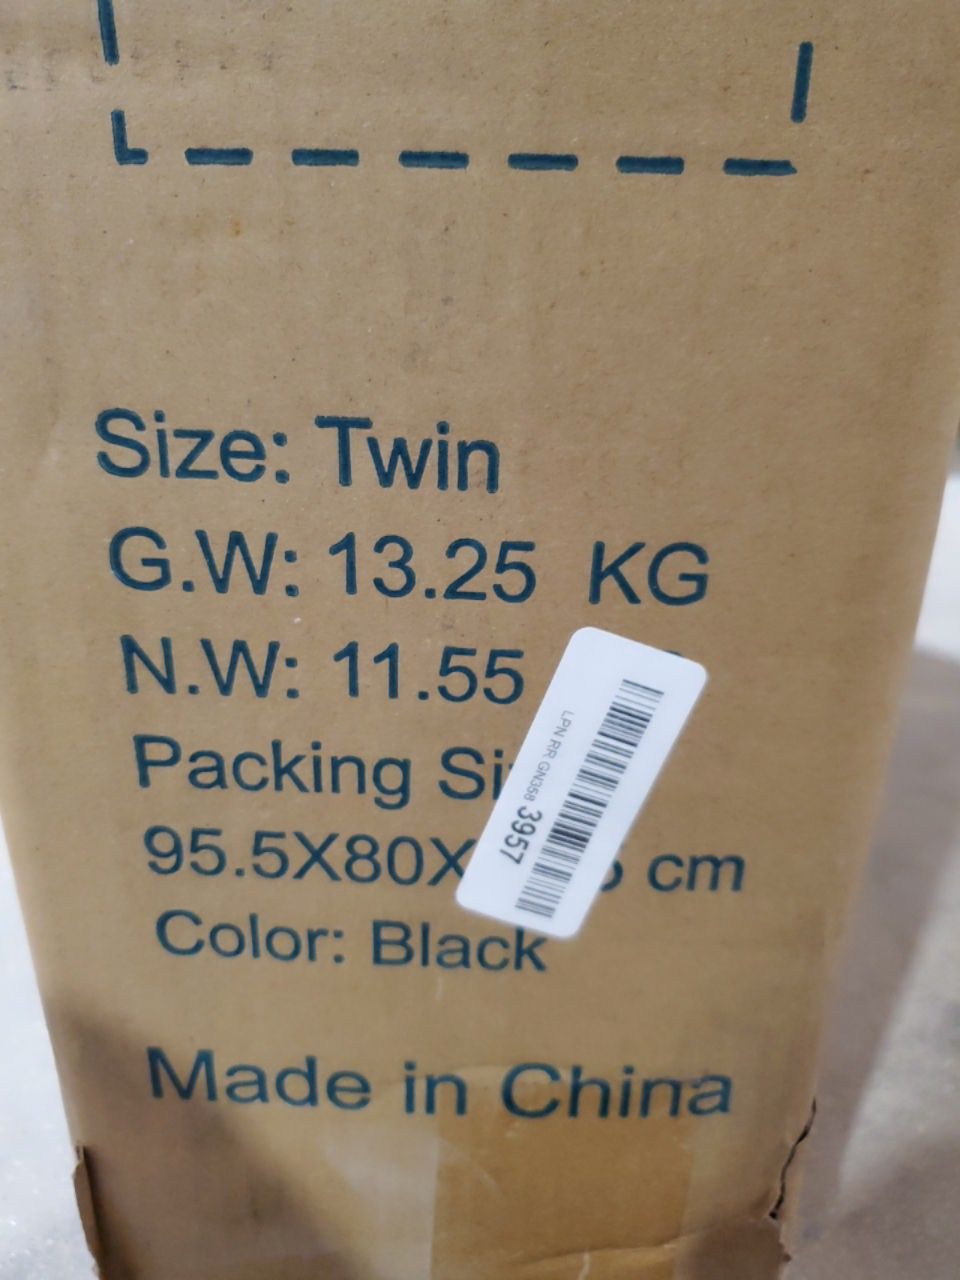 Size: Twin
G.W: 13.25 KG
N.W: 11.55
Packing
95.5X80X cm
Color: Black
Made in China
LPN RR GN358 3957